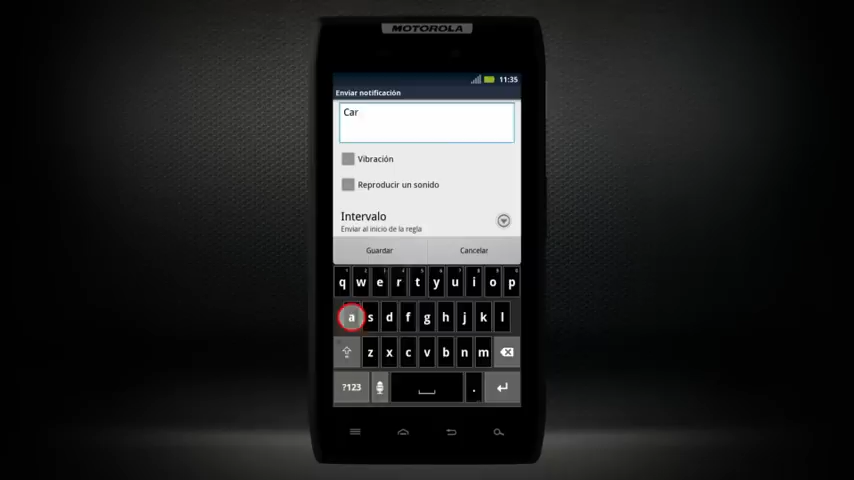 MOTOROLA
11:35
Enviar notificación
Car
Vibración
Reproducir un sonido
Intervalo
Enviar al inicio de la regla
Guardar Cancelar
q w e r t y u i o p
a s d f g h j k l
z x c v b n m
?123 .